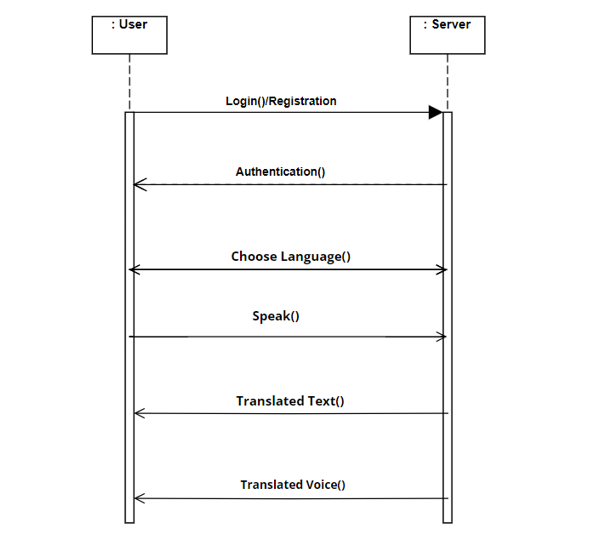 : User
: Server
Login()/Registration
Authentication()
Choose Language()
Speak()
Translated Text()
Translated Voice()